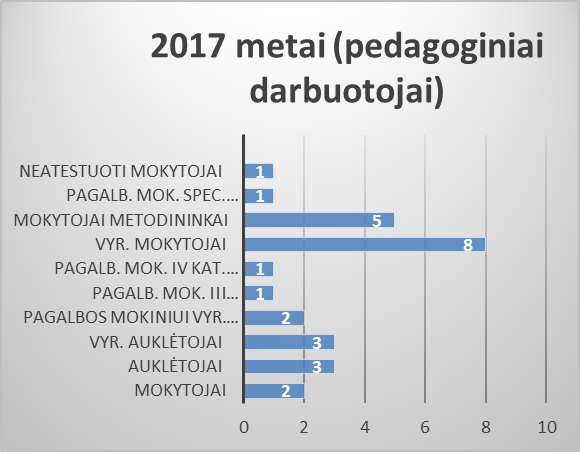 2017 metai (pedagoginiai
darbuotojai)
NEATESTUOTI MOKYTOJAI 1
PAGALB. MOK. SPEC.... 1
MOKYTOJAI METODININKAI 5
VYR. MOKYTOJAI 8
PAGALB. MOK. IV KAT.... 1
PAGALB. MOK. III... 1
PAGALBOS MOKINIUI VYR.... 2
VYR. AUKLĖTOJAI 3
AUKLĖTOJAI 3
MOKYTOJAI 2
0 2 4 6 8 10